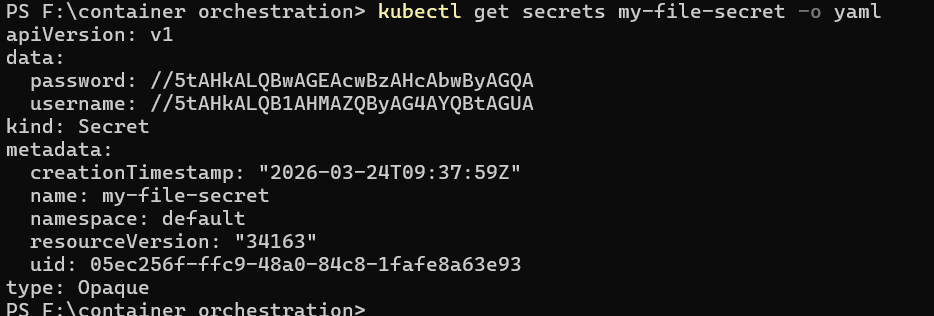 PS F:\container orchestration> kubectl get secrets my-file-secret -o yaml
apiVersion: v1
data:
  password: //5tAHkALQBwAGEAcwBzAHcAbwByAGQA
  username: //5tAHkALQB1AHMAZQByAG4AYQBtAGUA
kind: Secret
metadata:
  creationTimestamp: "2026-03-24T09:37:59Z"
  name: my-file-secret
  namespace: default
  resourceVersion: "34163"
  uid: 05ec256f-ffc9-48a0-84c8-1fafe8a63e93
type: Opaque
PS F:\container orchestration>